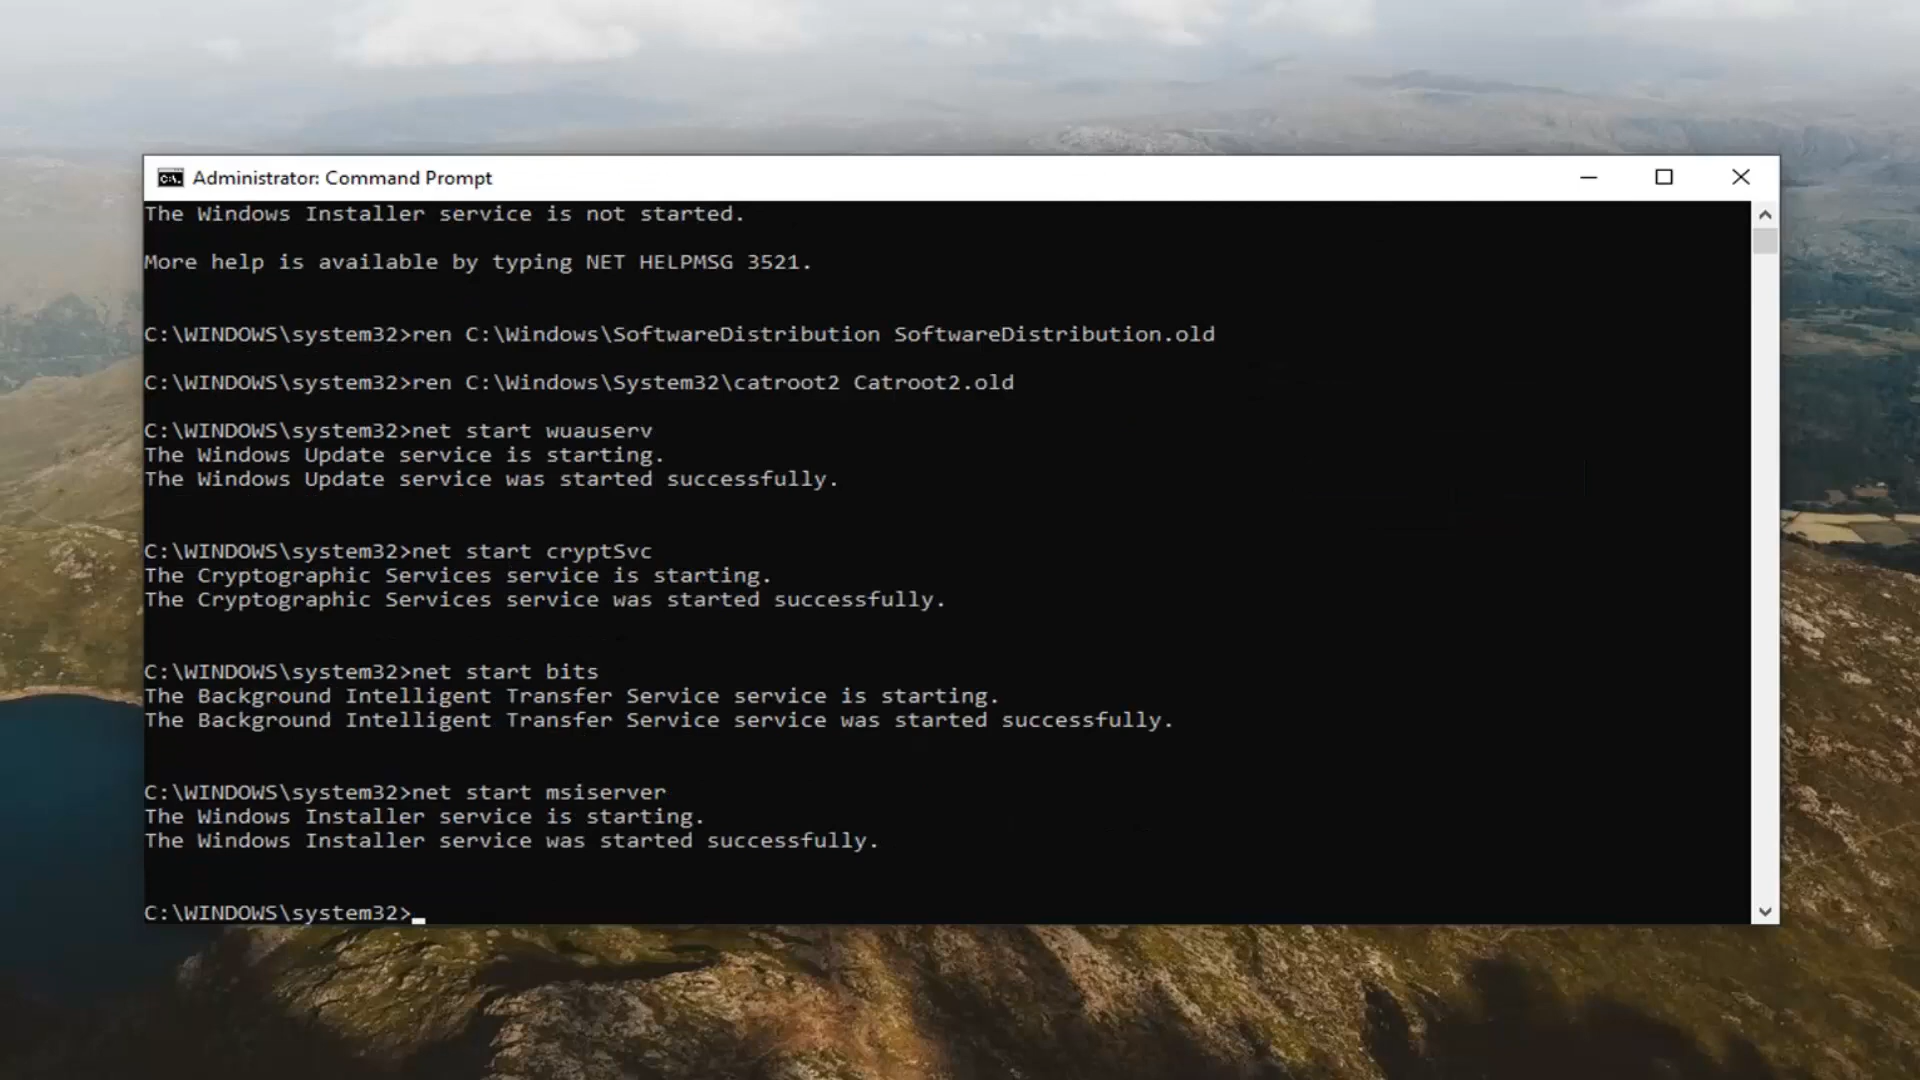 Administrator: Command Prompt
The Windows Installer service is not started.
More help is available by typing NET HELPMSG 3521.
C:\WINDOWS\system32>ren C:\Windows\SoftwareDistribution SoftwareDistribution.old
C:\WINDOWS\system32>ren C:\Windows\System32\catroot2 Catroot2.old
C:\WINDOWS\system32>net start wuauserv
The Windows Update service is starting.
The Windows Update service was started successfully.
C:\WINDOWS\system32>net start cryptSvc
The Cryptographic Services service is starting.
The Cryptographic Services service was started successfully.
C:\WINDOWS\system32>net start bits
The Background Intelligent Transfer Service service is starting.
The Background Intelligent Transfer Service service was started successfully.
C:\WINDOWS\system32>net start msiserver
The Windows Installer service is starting.
The Windows Installer service was started successfully.
C:\WINDOWS\system32>